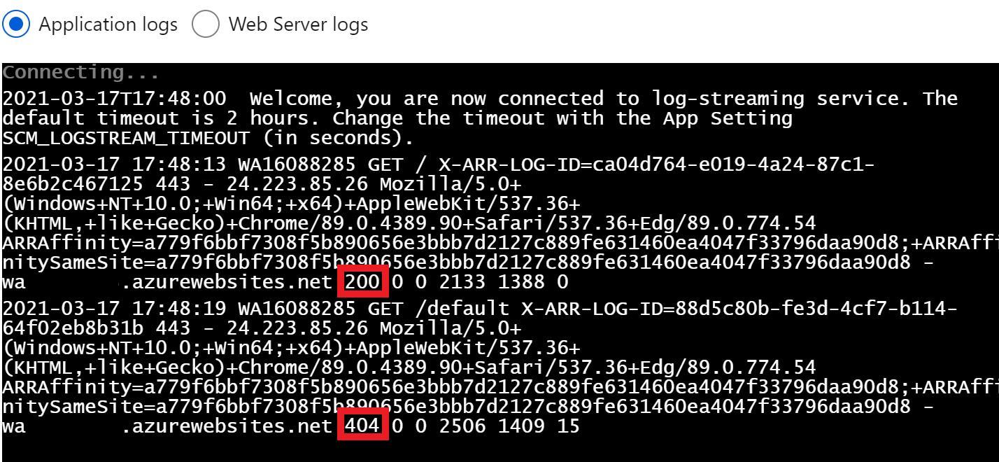 Application logs Web Server logs
Connecting...
2021-03-17T17:48:00  Welcome, you are now connected to log-streaming service. The
default timeout is 2 hours. Change the timeout with the App Setting
SCM_LOGSTREAM_TIMEOUT (in seconds).
2021-03-17 17:48:13 WA16088285 GET / X-ARR-LOG-ID=ca04d764-e019-4a24-87c1-
8e6b2c467125 443 - 24.223.85.26 Mozilla/5.0+
(Windows+NT+10.0;+Win64;+x64)+AppleWebKit/537.36+
(KHTML,+like+Gecko)+Chrome/89.0.4389.90+Safari/537.36+Edg/89.0.774.54
ARRAffinity=a779f6bbf7308f5b890656e3bbb7d2127c889fe631460ea4047f33796daa90d8;+ARRAffi
nitySameSite=a779f6bbf7308f5b890656e3bbb7d2127c889fe631460ea4047f33796daa90d8 -
wa .azurewebsites.net 200 0 0 2133 1388 0
2021-03-17 17:48:19 WA16088285 GET /default X-ARR-LOG-ID=88d5c80b-fe3d-4cf7-b114-
64f02eb8b31b 443 - 24.223.85.26 Mozilla/5.0+
(Windows+NT+10.0;+Win64;+x64)+AppleWebKit/537.36+
(KHTML,+like+Gecko)+Chrome/89.0.4389.90+Safari/537.36+Edg/89.0.774.54
ARRAffinity=a779f6bbf7308f5b890656e3bbb7d2127c889fe631460ea4047f33796daa90d8;+ARRAffi
nitySameSite=a779f6bbf7308f5b890656e3bbb7d2127c889fe631460ea4047f33796daa90d8 -
wa .azurewebsites.net 404 0 0 2506 1409 15